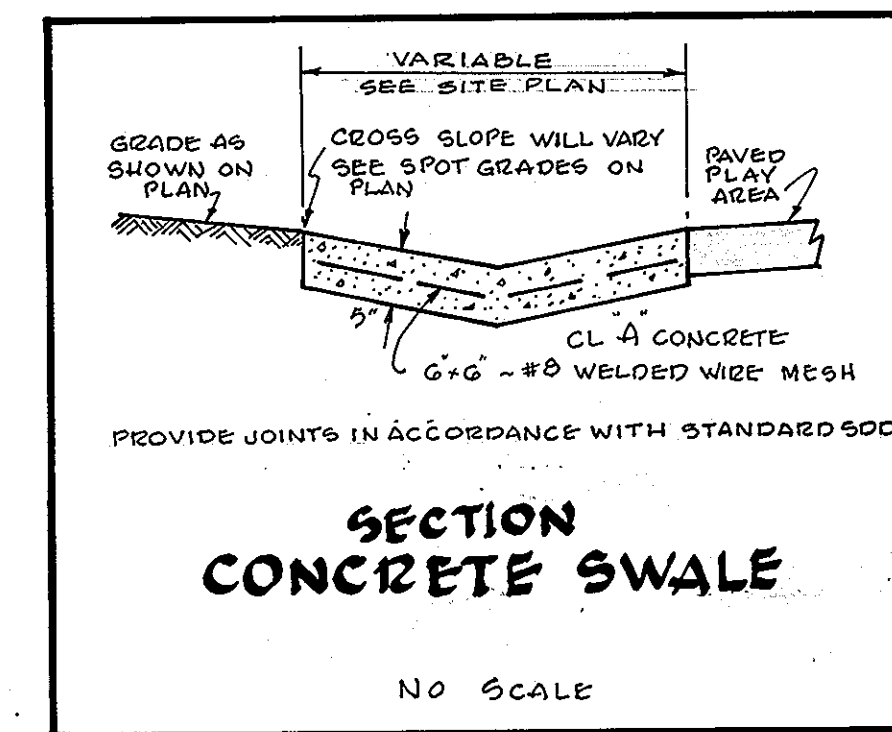 VARIABLE
SEE SITE PLAN
GRADE AS
SHOWN ON
PLAN
CROSS SLOPE WILL VARY
SEE SPOT GRADES ON
PLAN
PAVED
PLAY
AREA
5"
CL "A" CONCRETE
6"x6" ~ #8 WELDED WIRE MESH
PROVIDE JOINTS IN ACCORDANCE WITH STANDARD
SECTION
CONCRETE SWALE
NO SCALE